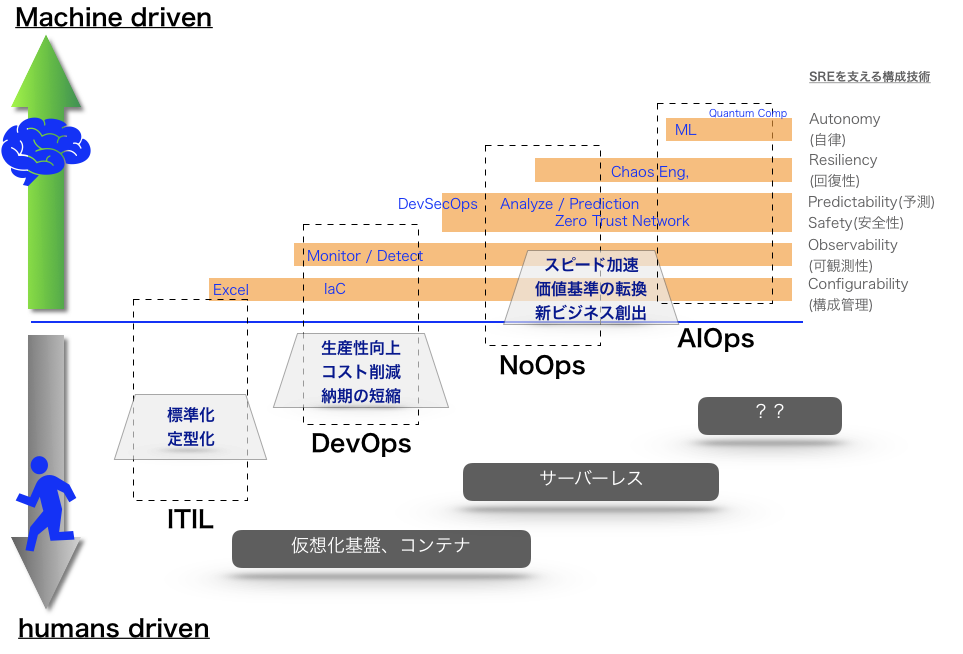 Machine driven
SREを支える構成技術
Quantum Comp
ML
Autonomy
(自律)
Chaos Eng,
Resiliency
(回復性)
DevSecOps
Analyze / Prediction
Zero Trust Network
Predictability(予測)
Safety(安全性)
Monitor / Detect
Observability
(可観測性)
Excel
IaC
Configurability
(構成管理)
スピード加速
価値基準の転換
新ビジネス創出
AIOps
NoOps
生産性向上
コスト削減
納期の短縮
DevOps
標準化
定型化
ITIL
？？
サーバーレス
仮想化基盤、コンテナ
humans driven